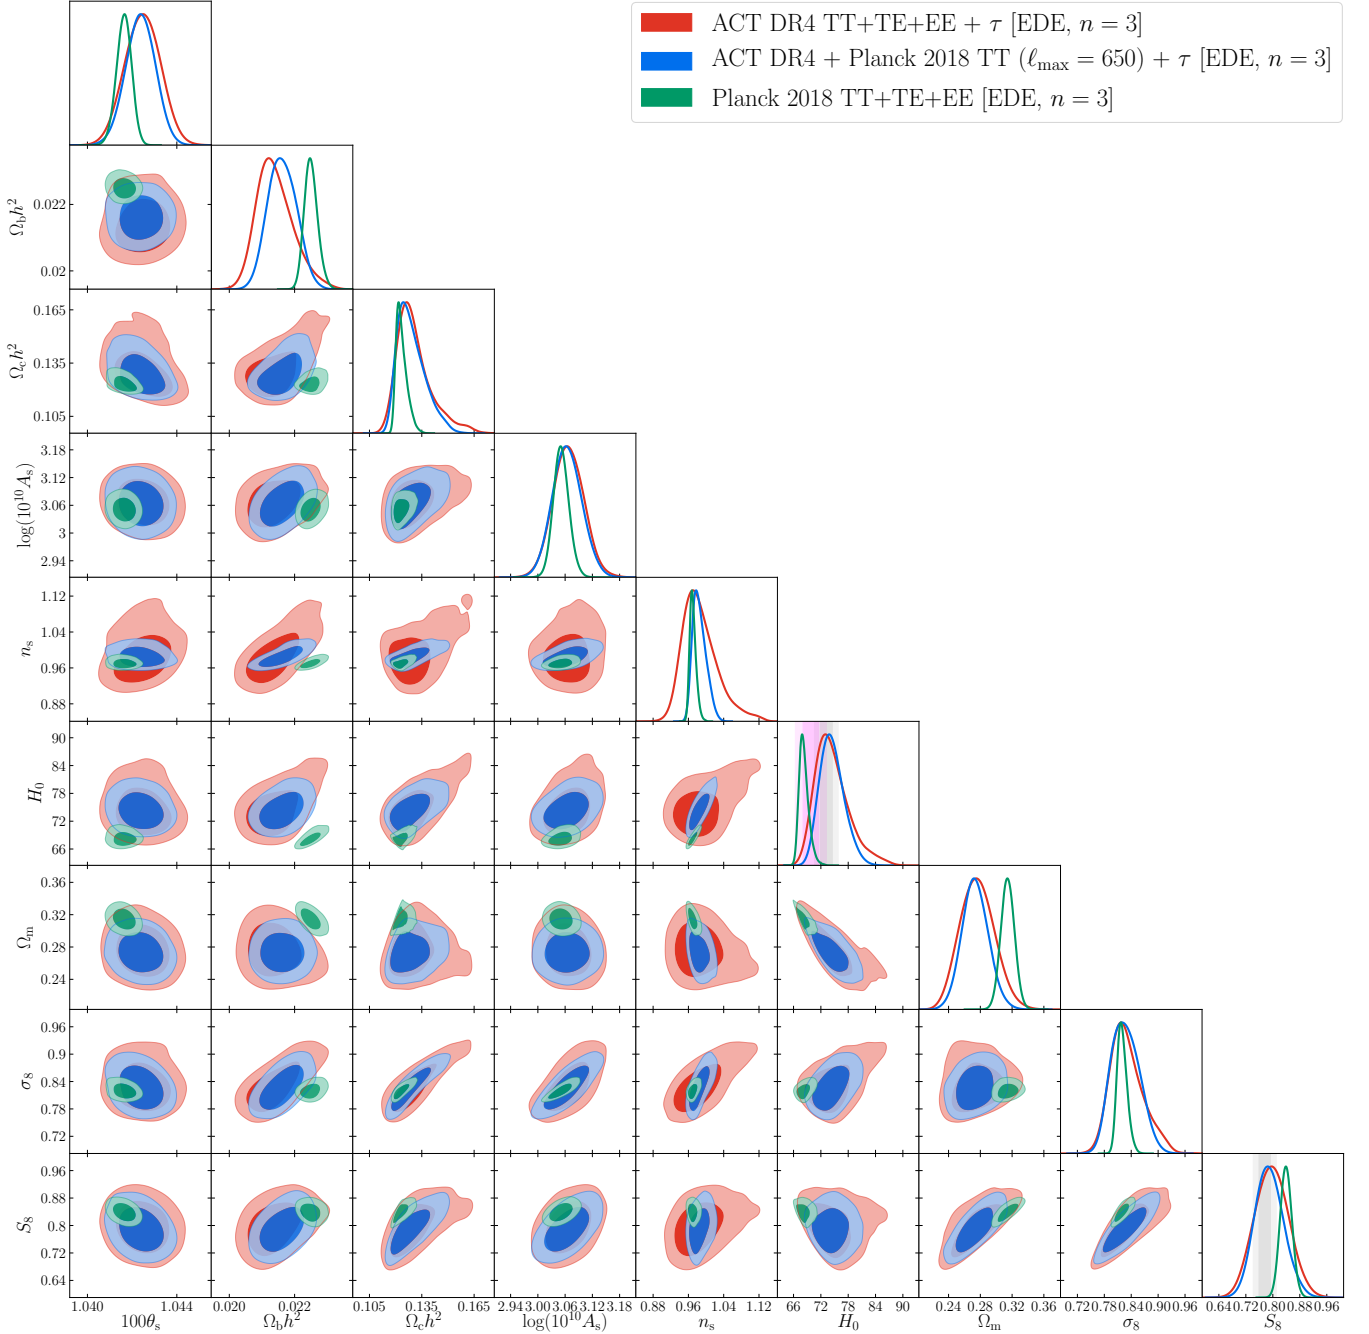 ACT DR4 TT+TE+EE + τ [EDE, n = 3]
ACT DR4 + Planck 2018 TT (ℓmax = 650) + τ [EDE, n = 3]
Planck 2018 TT+TE+EE [EDE, n = 3]
Ωbh²
0.022
0.02
Ωch²
0.165
0.135
0.105
log(10¹⁰As)
3.18
3.12
3.06
3
2.94
ns
1.12
1.04
0.96
0.88
H0
90
84
78
72
66
Ωm
0.36
0.32
0.28
0.24
σ8
0.96
0.9
0.84
0.78
0.72
S8
0.96
0.88
0.80
0.72
0.64
1.040 1.044 0.020 0.022 0.105 0.135 0.165 2.94 3.00 3.06 3.12 3.18 0.88 0.96 1.04 1.12 66 72 78 84 90 0.24 0.28 0.32 0.36 0.72 0.78 0.84 0.90 0.96 0.64 0.72 0.80 0.88 0.96
100θs Ωbh² Ωch² log(10¹⁰As) ns H0 Ωm σ8 S8